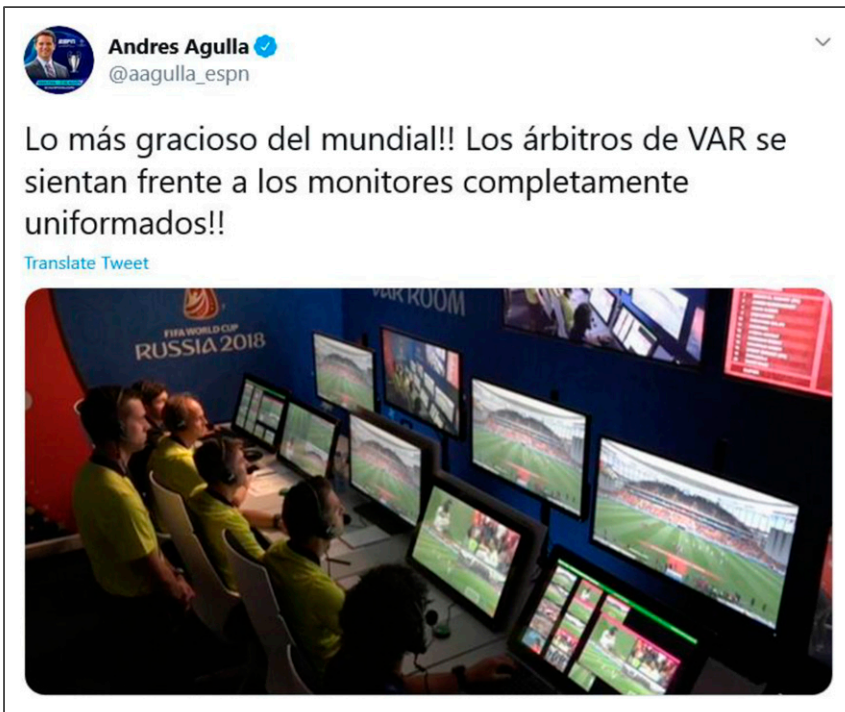 Andres Agulla
@aagulla_espn
Lo más gracioso del mundial!! Los árbitros de VAR se
sientan frente a los monitores completamente
uniformados!!
Translate Tweet
FIFA WORLD CUP
RUSSIA 2018
VAR ROOM